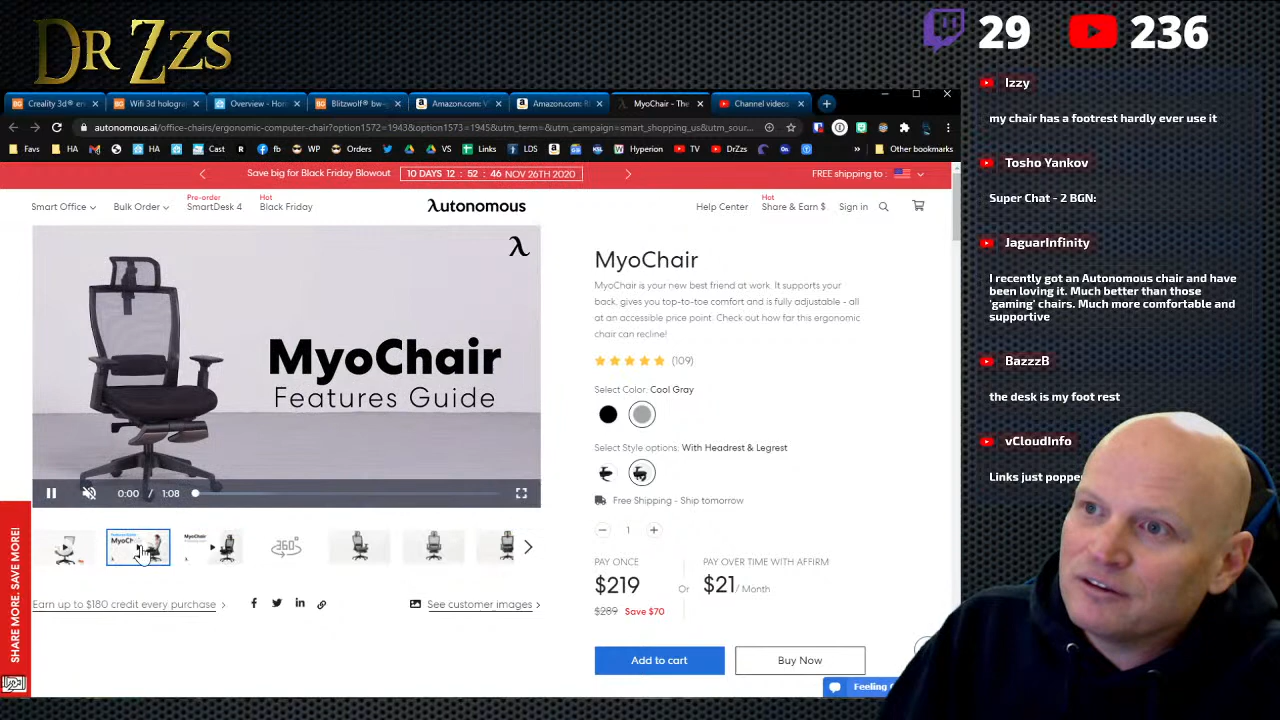 DR ZZS
29
236
Creality 3d® en
Wifi 3d hologra
Overview - Hom
Blitzwolf® bw-
Amazon.com: V
Amazon.com: R
MyoChair - The
Channel videos
autonomous.ai/office-chairs/ergonomic-computer-chair?option1572=1943&option1573=1945&utm_term=&utm_campaign=smart_shopping_us&utm_sour...
Favs
HA
HA
Cast
R
fb
WP
Orders
2W
VS
Links
LDS
KSL
Hyperion
TV
DrZzs
Other bookmarks
Save big for Black Friday Blowout
10 DAYS 12 : 52 : 46 NOV 26TH 2020
FREE shipping to :
Smart Office
Bulk Order
Pre-order
SmartDesk 4
Hot
Black Friday
Autonomous
Help Center
Hot
Share & Earn $
Sign in
MyoChair
Features Guide
0:00 / 1:08
360°
SHARE MORE. SAVE MORE!
Earn up to $180 credit every purchase
See customer images
MyoChair
MyoChair is your new best friend at work. It supports your
back, gives you top-to-toe comfort and is fully adjustable - all
at an accessible price point. Check out how far this ergonomic
chair can recline!
(109)
Select Color: Cool Gray
Select Style options: With Headrest & Legrest
Free Shipping - Ship tomorrow
1
PAY ONCE
$219
$289 Save $70
Or
PAY OVER TIME WITH AFFIRM
$21 / Month
Add to cart
Buy Now
Feeling
Izzy
my chair has a footrest hardly ever use it
Tosho Yankov
Super Chat - 2 BGN:
JaguarInfinity
I recently got an Autonomous chair and have
been loving it. Much better than those
'gaming' chairs. Much more comfortable and
supportive
BazzzB
the desk is my foot rest
vCloudInfo
Links just poppe